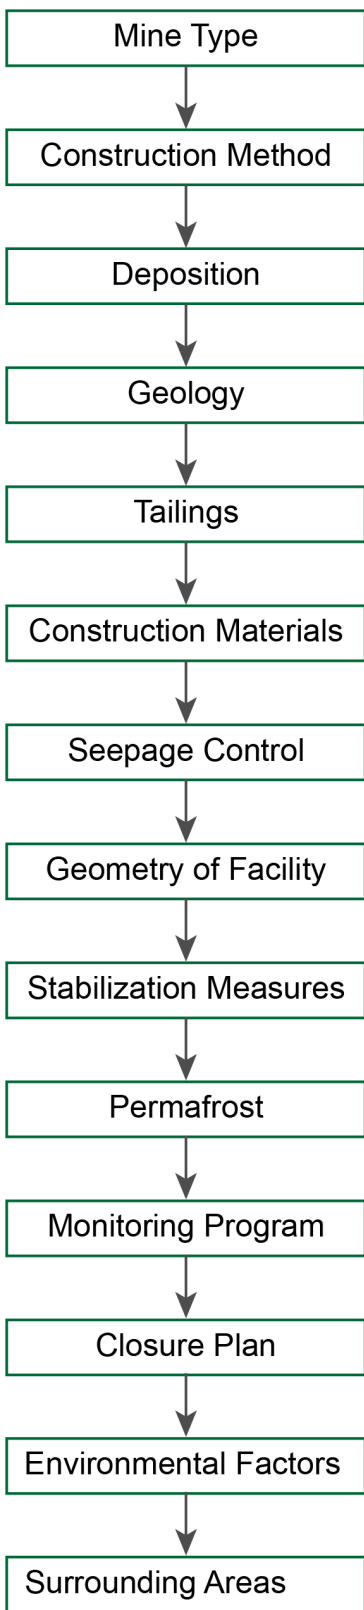 Mine Type
Construction Method
Deposition
Geology
Tailings
Construction Materials
Seepage Control
Geometry of Facility
Stabilization Measures
Permafrost
Monitoring Program
Closure Plan
Environmental Factors
Surrounding Areas